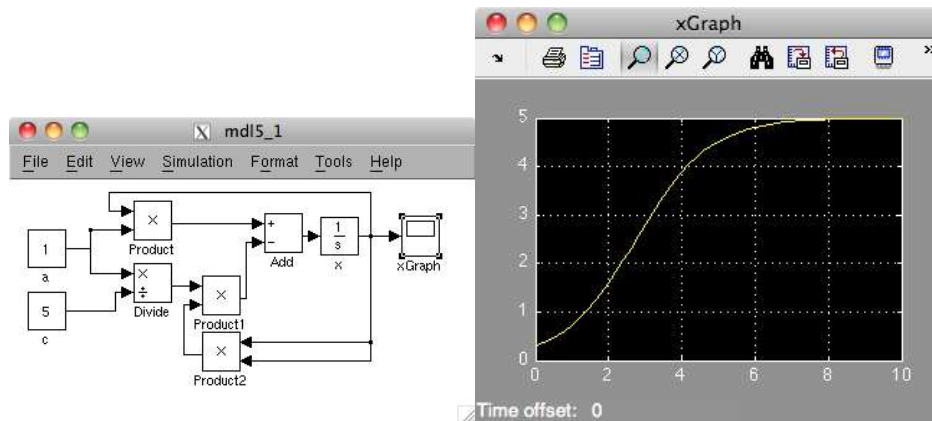 mdl5_1
File Edit View Simulation Format Tools Help
×
Product
1
a
+
−
Add
1
s
x
xGraph
×
÷
Divide
5
c
×
Product1
×
Product2
xGraph
»
5
4
3
2
1
0
0 2 4 6 8 10
Time offset: 0